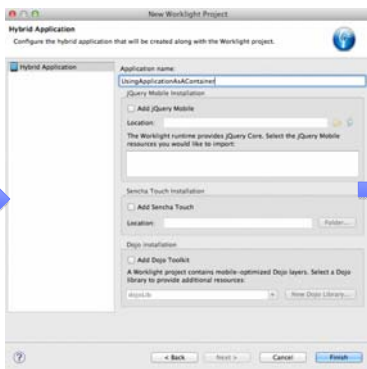 New Worklight Project
Hybrid Application
Configure the hybrid application that will be created along with the Worklight project.
Hybrid Application
Application name:
UsingApplicationAsAContainer
jQuery Mobile Installation
Add jQuery Mobile
Location:
The Worklight runtime provides jQuery Core. Select the jQuery Mobile
resources you would like to import:
Sencha Touch Installation
Add Sencha Touch
Location:
Folder...
Dojo Installation
Add Dojo Toolkit
A Worklight project contains mobile-optimized Dojo layers. Select a Dojo
library to provide additional resources:
dojoLib
New Dojo Library...
?
< Back
Next >
Cancel
Finish